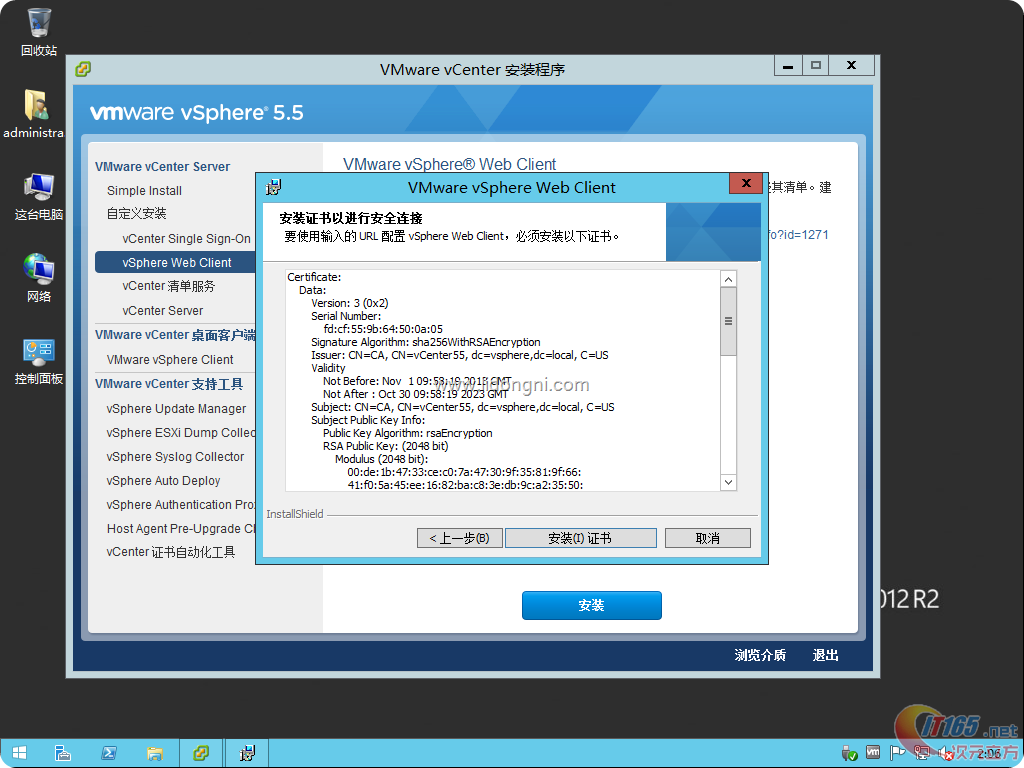 回收站
administra
这台电脑
网络
控制面板
VMware vCenter 安装程序
vmware vSphere® 5.5
VMware vCenter Server
Simple Install
自定义安装
vCenter Single Sign-On
vSphere Web Client
vCenter 清单服务
vCenter Server
VMware vCenter 桌面客户端
VMware vSphere Client
VMware vCenter 支持工具
vSphere Update Manager
vSphere ESXi Dump Collec
vSphere Syslog Collector
vSphere Auto Deploy
vSphere Authentication Pro
Host Agent Pre-Upgrade C
vCenter 证书自动化工具
VMware vSphere® Web Client
其清单。建
fo?id=1271
VMware vSphere Web Client
安装证书以进行安全连接
要使用输入的 URL 配置 vSphere Web Client，必须安装以下证书。
Certificate:
Data:
Version: 3 (0x2)
Serial Number:
fd:cf:55:9b:64:50:0a:05
Signature Algorithm: sha256WithRSAEncryption
Issuer: CN=CA, CN=vCenter55, dc=vsphere,dc=local, C=US
Validity
Not Before: Nov 1 09:58:19 2013 GMT
Not After : Oct 30 09:58:19 2023 GMT
Subject: CN=CA, CN=vCenter55, dc=vsphere,dc=local, C=US
Subject Public Key Info:
Public Key Algorithm: rsaEncryption
RSA Public Key: (2048 bit)
Modulus (2048 bit):
00:de:1b:47:33:ce:c0:7a:47:30:9f:35:81:9f:66:
41:f0:5a:45:ee:16:82:ba:c8:3e:db:9c:a2:35:50:
InstallShield
< 上一步(B)
安装(I) 证书
取消
安装
浏览介质
退出
012 R2
IT165.net
次元立方
vm
2:06